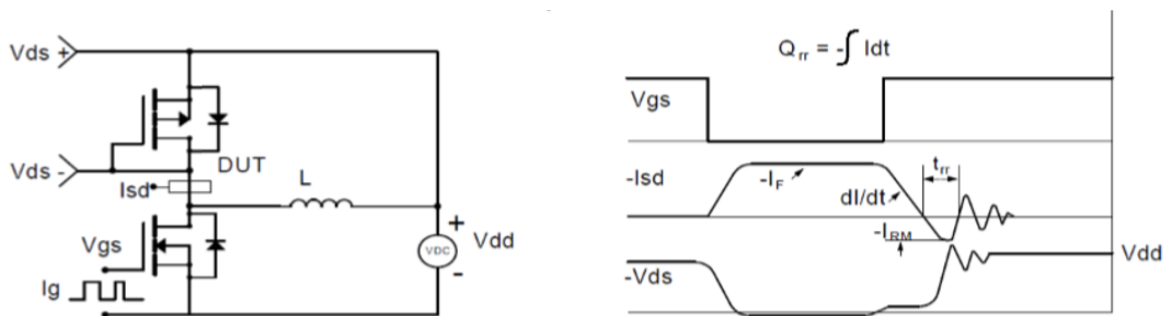 Vds +
Vds -
DUT
Isd
L
Vgs
Ig
+
VDC
-
Vdd
Qrr = -∫ Idt
Vgs
-Isd
-IF
dI/dt
trr
-IRM
-Vds
Vdd